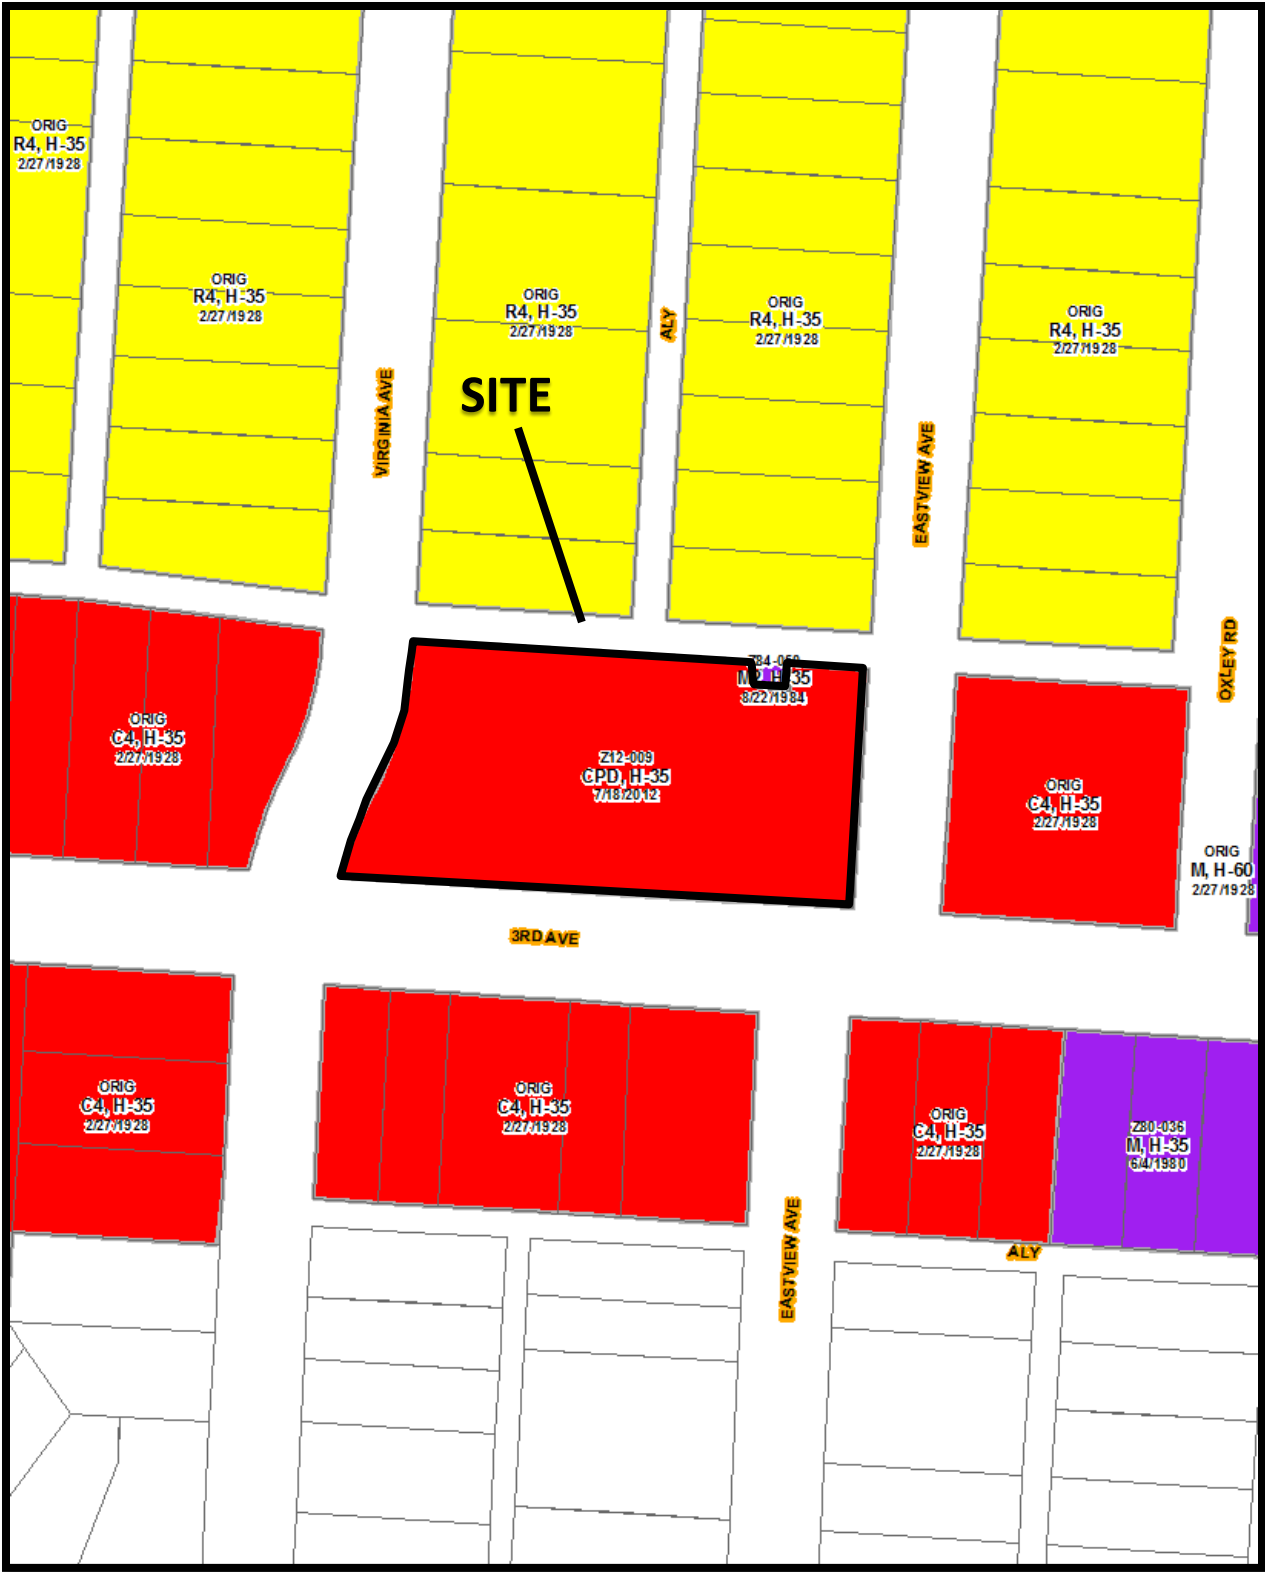 ORIG
R4, H-35
2/27/1928
ORIG
R4, H-35
2/27/1928
ORIG
R4, H-35
2/27/1928
ALY
ORIG
R4, H-35
2/27/1928
ORIG
R4, H-35
2/27/1928
VIRGINIA AVE
SITE
EASTVIEW AVE
OXLEY RD
Z84-050
M2, H-35
8/22/1984
ORIG
C4, H-35
2/27/1928
Z12-009
CPD, H-35
7/18/2012
ORIG
C4, H-35
2/27/1928
ORIG
M, H-60
2/27/1928
3RD AVE
ORIG
C4, H-35
2/27/1928
ORIG
C4, H-35
2/27/1928
ORIG
C4, H-35
2/27/1928
Z80-036
M, H-35
6/4/1980
EASTVIEW AVE
ALY